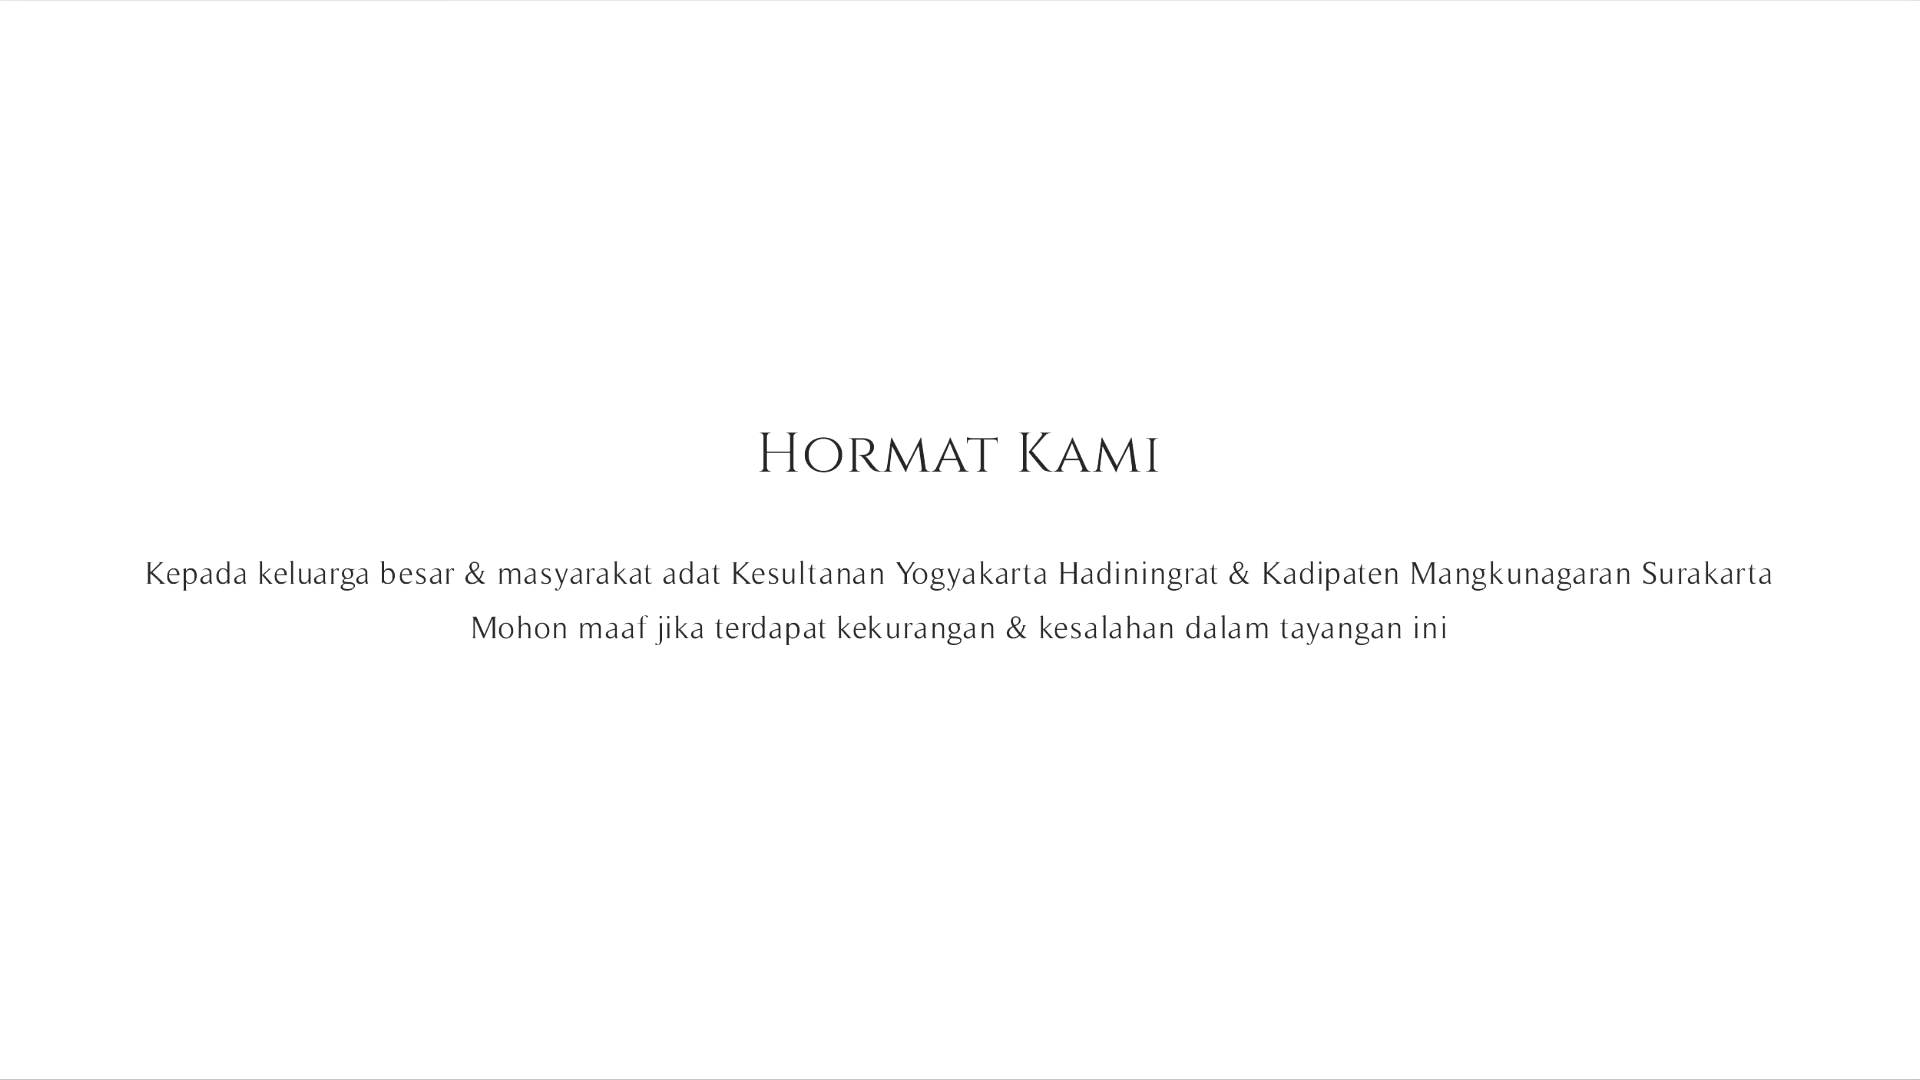 Hormat Kami
Kepada keluarga besar & masyarakat adat Kesultanan Yogyakarta Hadiningrat & Kadipaten Mangkunagaran Surakarta
Mohon maaf jika terdapat kekurangan & kesalahan dalam tayangan ini